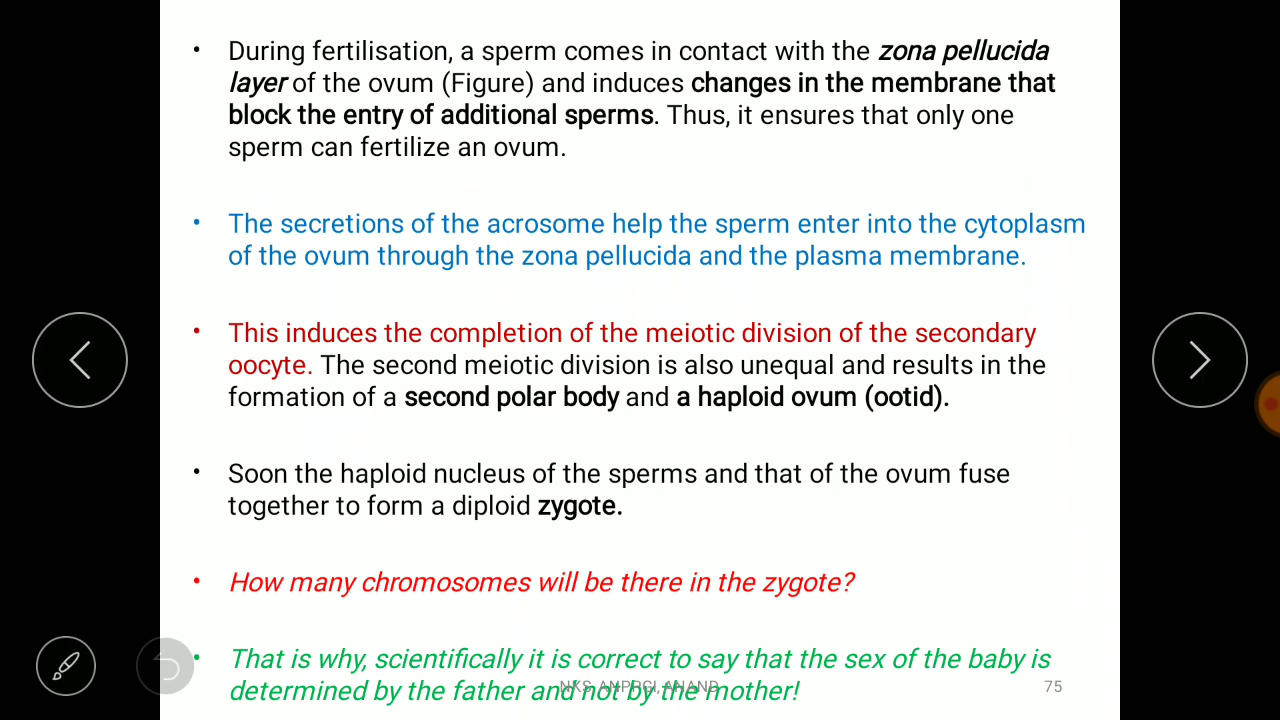 • During fertilisation, a sperm comes in contact with the zona pellucida
layer of the ovum (Figure) and induces changes in the membrane that
block the entry of additional sperms. Thus, it ensures that only one
sperm can fertilize an ovum.
• The secretions of the acrosome help the sperm enter into the cytoplasm
of the ovum through the zona pellucida and the plasma membrane.
• This induces the completion of the meiotic division of the secondary
oocyte. The second meiotic division is also unequal and results in the
formation of a second polar body and a haploid ovum (ootid).
• Soon the haploid nucleus of the sperms and that of the ovum fuse
together to form a diploid zygote.
• How many chromosomes will be there in the zygote?
• That is why, scientifically it is correct to say that the sex of the baby is
determined by the father and not by the mother!
75